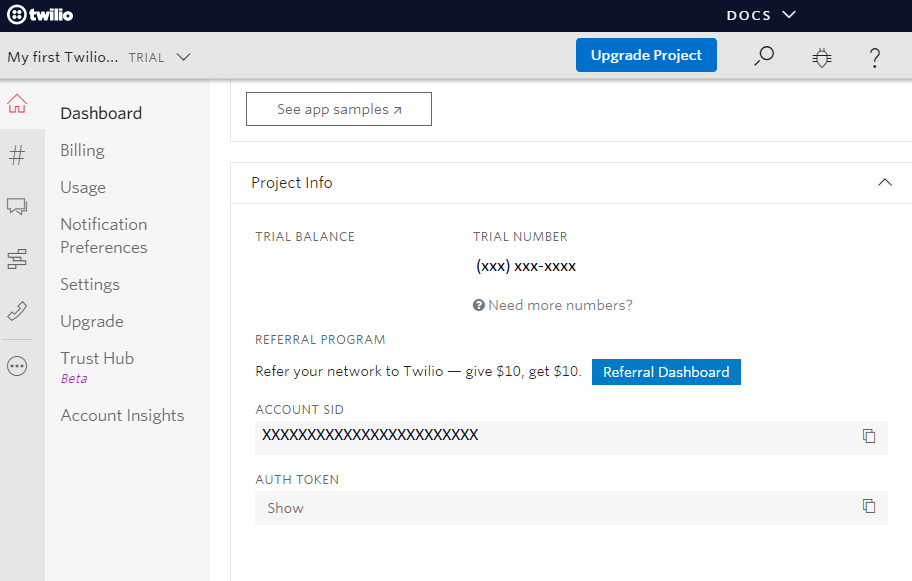 twilio
DOCS
My first Twilio... TRIAL
Upgrade Project
?
Dashboard
Billing
Usage
Notification
Preferences
Settings
Upgrade
Trust Hub
Beta
Account Insights
See app samples ↗
Project Info
TRIAL BALANCE
TRIAL NUMBER
(xxx) xxx-xxxx
Need more numbers?
REFERRAL PROGRAM
Refer your network to Twilio — give $10, get $10.
Referral Dashboard
ACCOUNT SID
XXXXXXXXXXXXXXXXXXXXXXXX
AUTH TOKEN
Show